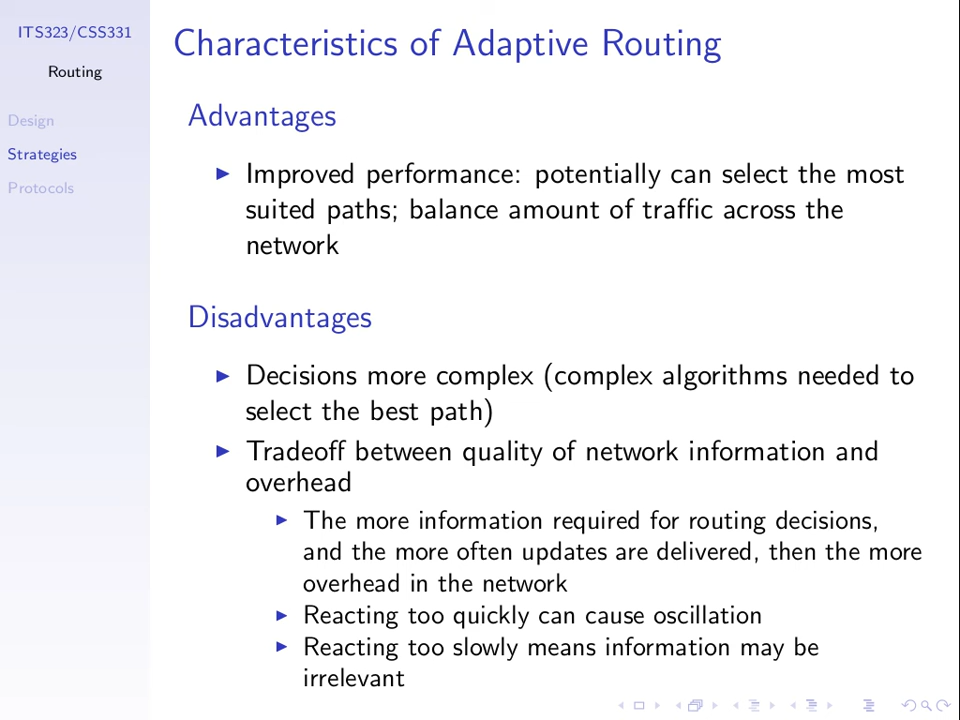 ITS323/CSS331
Routing
Design
Strategies
Protocols
Characteristics of Adaptive Routing
Advantages
Improved performance: potentially can select the most
suited paths; balance amount of traffic across the
network
Disadvantages
Decisions more complex (complex algorithms needed to
select the best path)
Tradeoff between quality of network information and
overhead
The more information required for routing decisions,
and the more often updates are delivered, then the more
overhead in the network
Reacting too quickly can cause oscillation
Reacting too slowly means information may be
irrelevant